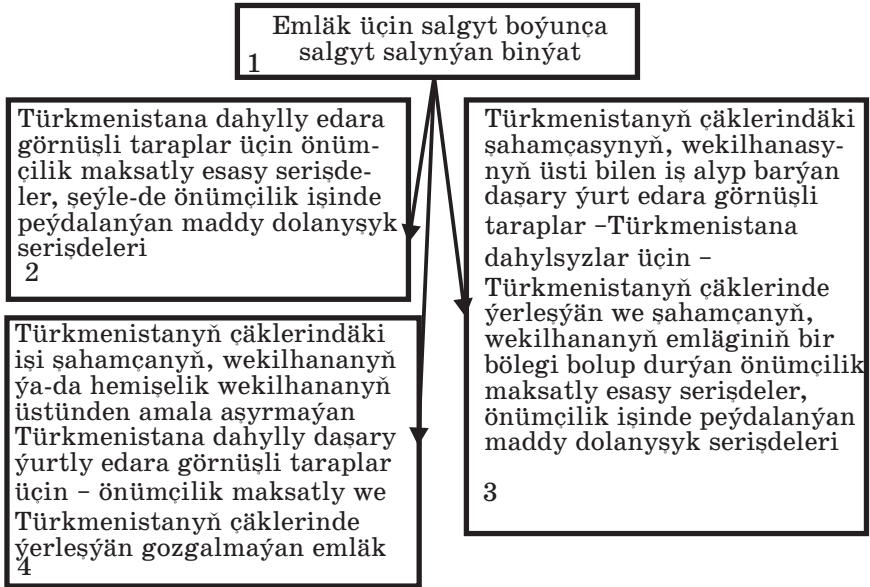 Emläk üçin salgyt boýunça
salgyt salynýan binýat
1
Türkmenistana dahylly edara
görnüşli taraplar üçin önüm-
çilik maksatly esasy serişde-
ler, şeýle-de önümçilik işinde
peýdalanýan maddy dolanyşyk
serişdeleri
2
Türkmenistanyň çäklerindäki
şahamçasynyň, wekilhanasy-
nyň üsti bilen iş alyp barýan
daşary ýurt edara görnüşli
taraplar –Türkmenistana
dahylsyzlar üçin –
Türkmenistanyň çäklerinde
ýerleşýän we şahamçanyň,
wekilhananyň emläginiň bir
bölegi bolup durýan önümçilik
maksatly esasy serişdeler,
önümçilik işinde peýdalanýan
maddy dolanyşyk serişdeleri
3
Türkmenistanyň çäklerindäki
işi şahamçanyň, wekilhananyň
ýa-da hemişelik wekilhananyň
üstünden amala aşyrmaýan
Türkmenistana dahylly daşary
ýurtly edara görnüşli taraplar
üçin – önümçilik maksatly we
Türkmenistanyň çäklerinde
ýerleşýän gozgalmaýan emläk
4